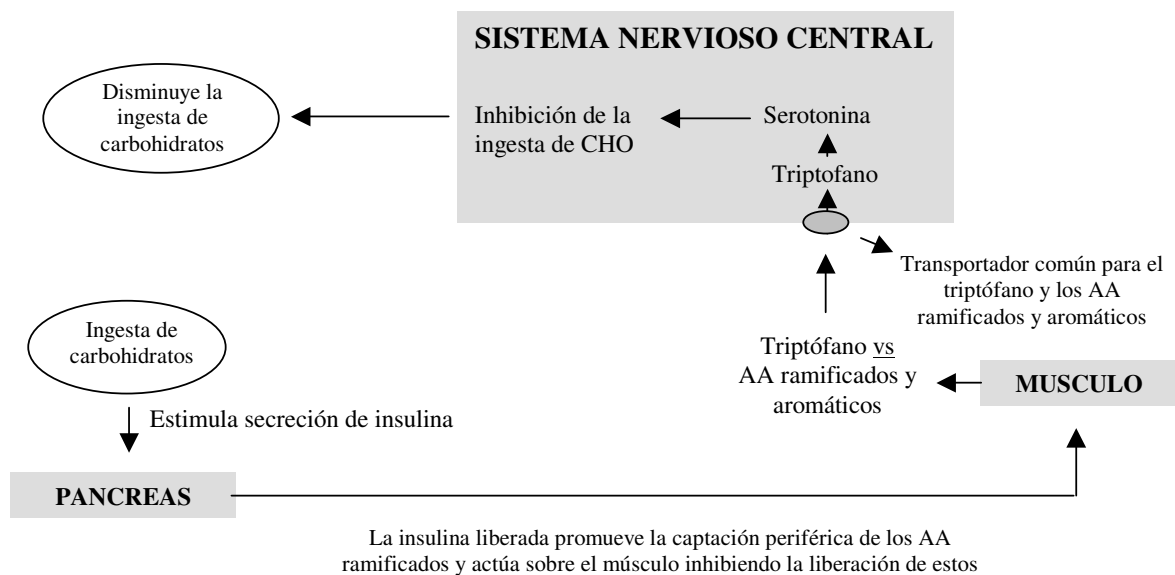 SISTEMA NERVIOSO CENTRAL
Disminuye la
ingesta de
carbohidratos
Inhibición de la
ingesta de CHO
Serotonina
Triptofano
Transportador común para el
triptófano y los AA
ramificados y aromáticos
Ingesta de
carbohidratos
Triptófano vs
AA ramificados y
aromáticos
MUSCULO
Estimula secreción de insulina
PANCREAS
La insulina liberada promueve la captación periférica de los AA
ramificados y actúa sobre el músculo inhibiendo la liberación de estos